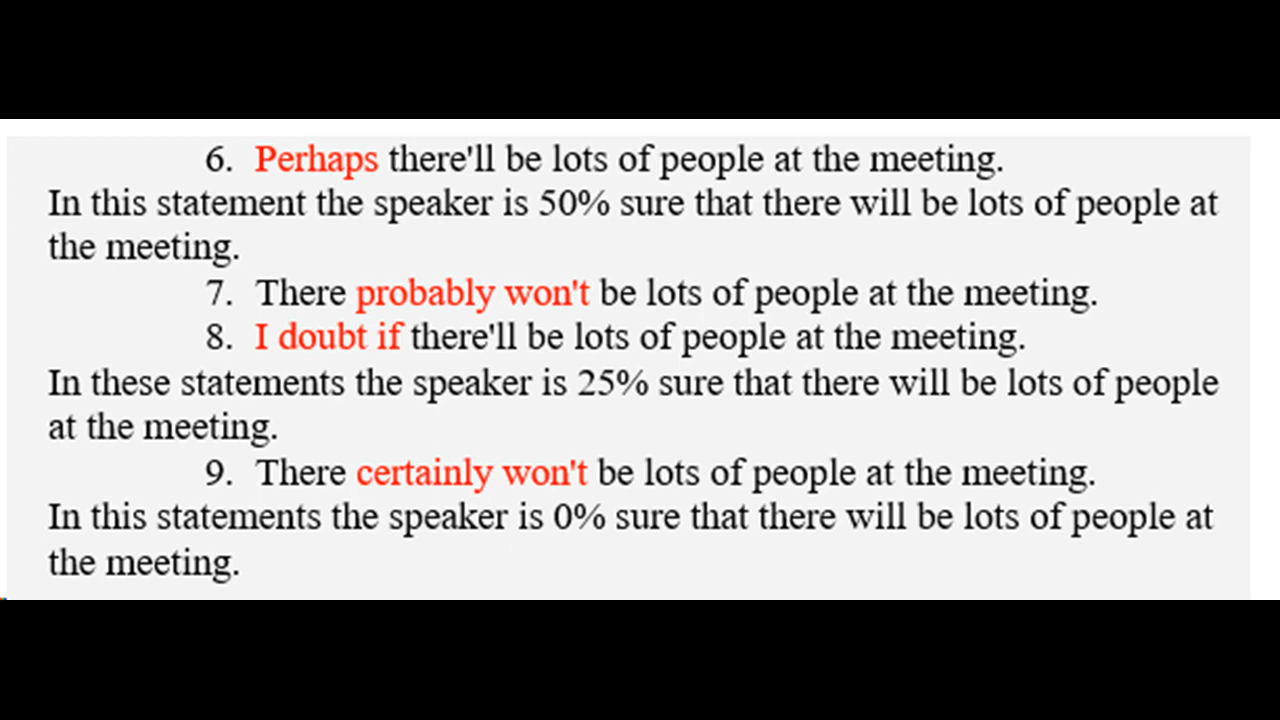 6. Perhaps there'll be lots of people at the meeting.
In this statement the speaker is 50% sure that there will be lots of people at
the meeting.
7. There probably won't be lots of people at the meeting.
8. I doubt if there'll be lots of people at the meeting.
In these statements the speaker is 25% sure that there will be lots of people
at the meeting.
9. There certainly won't be lots of people at the meeting.
In this statements the speaker is 0% sure that there will be lots of people at
the meeting.